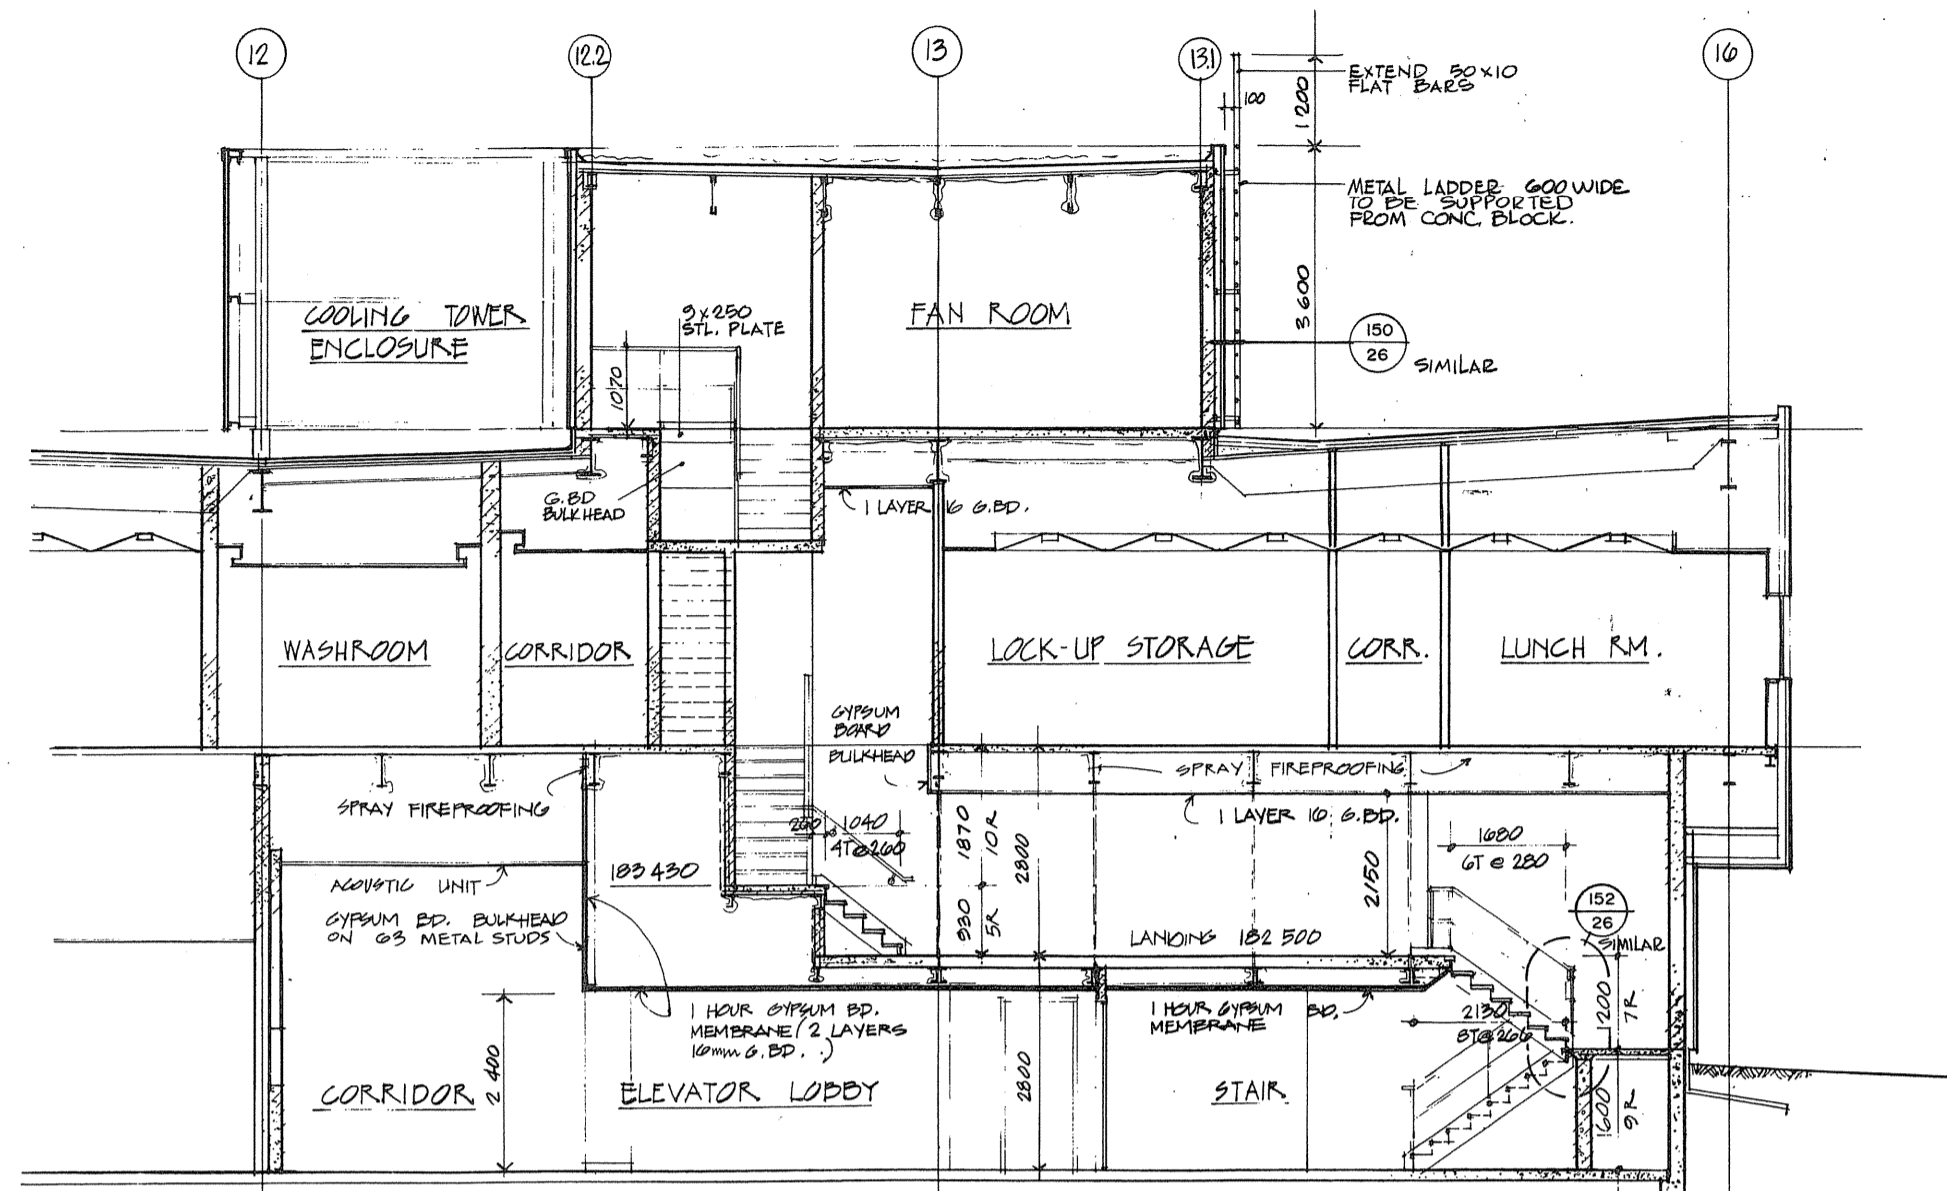 12
12.2
13
13.1
16
EXTEND 50x10
FLAT BARS
100
1200
METAL LADDER 600 WIDE
TO BE SUPPORTED
FROM CONC. BLOCK.
3600
COOLING TOWER
ENCLOSURE
9x250
STL. PLATE
FAN ROOM
150
26
SIMILAR
1070
G.BD
BULKHEAD
1 LAYER 16 G.BD.
WASHROOM
CORRIDOR
LOCK-UP STORAGE
CORR.
LUNCH RM.
GYPSUM
BOARD
BULKHEAD
SPRAY FIREPROOFING
SPRAY FIREPROOFING
1 LAYER 16 G.BD.
260
1040
4T@260
1870
10R
2800
930
5R
2150
1680
6T @ 280
183 430
ACOUSTIC UNIT
GYPSUM BD. BULKHEAD
ON 63 METAL STUDS
152
26
SIMILAR
LANDING 182 500
1 HOUR GYPSUM BD.
MEMBRANE (2 LAYERS
16mm G.BD. .)
1 HOUR GYPSUM BD.
MEMBRANE
2130
8T@266
1200
7R
2 400
2800
1600
9R
CORRIDOR
ELEVATOR LOBBY
STAIR